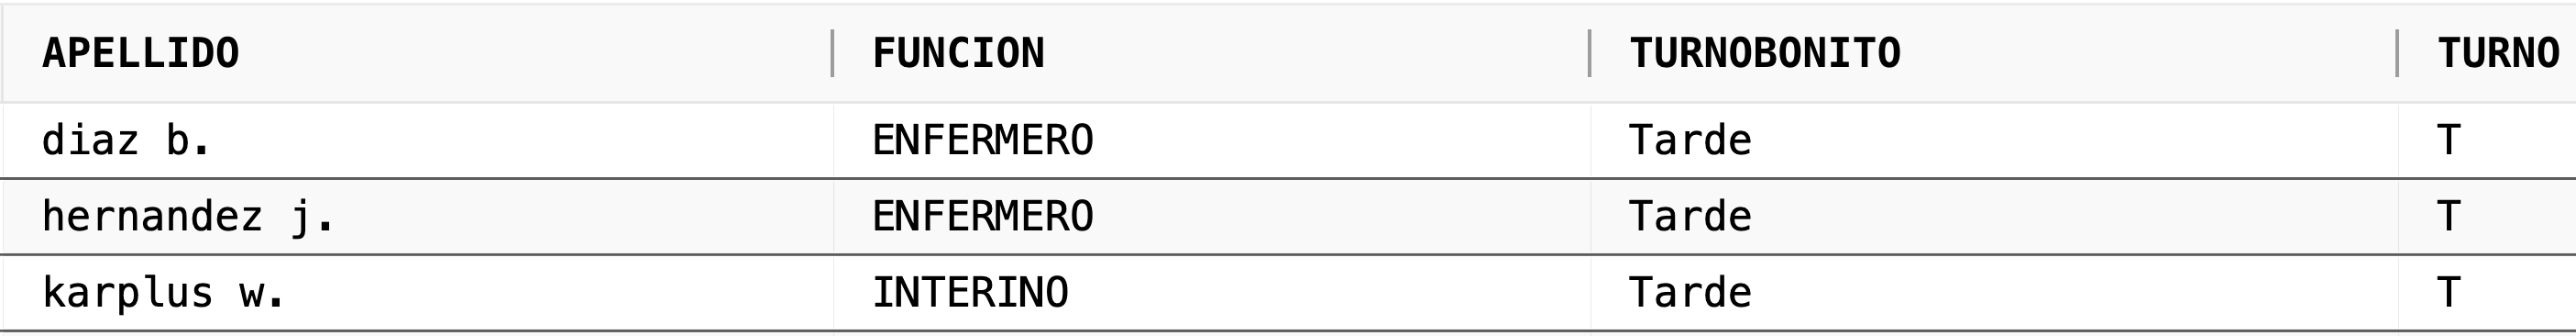 APELLIDO FUNCION TURNOBONITO TURNO
diaz b. ENFERMERO Tarde T
hernandez j. ENFERMERO Tarde T
karplus w. INTERINO Tarde T